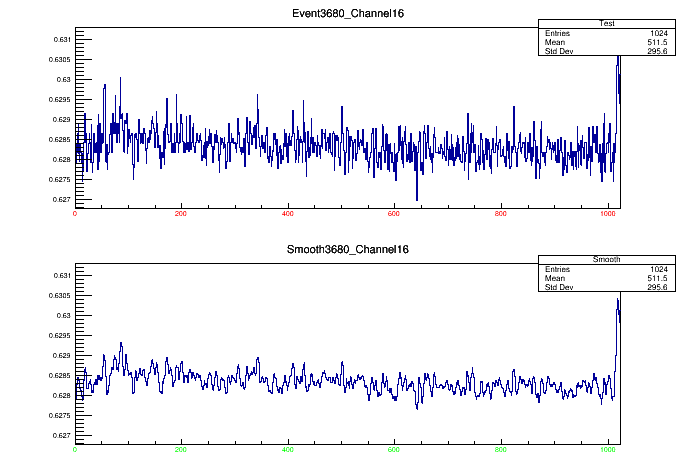 Event3680_Channel16
Test
Entries 1024
Mean 511.5
Std Dev 295.6
0.631
0.6305
0.63
0.6295
0.629
0.6285
0.628
0.6275
0.627
0 200 400 600 800 1000
Smooth3680_Channel16
Smooth
Entries 1024
Mean 511.5
Std Dev 295.6
0.631
0.6305
0.63
0.6295
0.629
0.6285
0.628
0.6275
0.627
0 200 400 600 800 1000